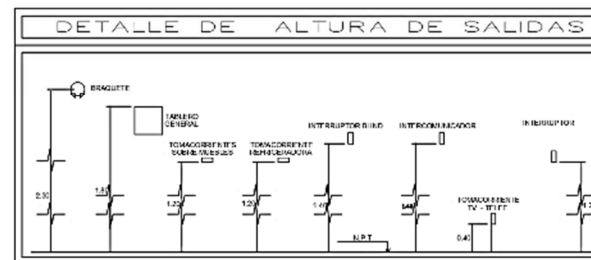 DETALLE DE ALTURA DE SALIDAS
BRAQUETE
TABLERO
GENERAL
TOMACORRIENTES
SOBRE MUEBLES
TOMACORRIENTE
REFRIGERADORA
INTERRUPTOR BUND
INTERCOMUNICADOR
INTERRUPTOR
TOMACORRIENTE
TV - TELEF
2.30
1.80
1.20
1.20
1.40
0.40
N.P.T.